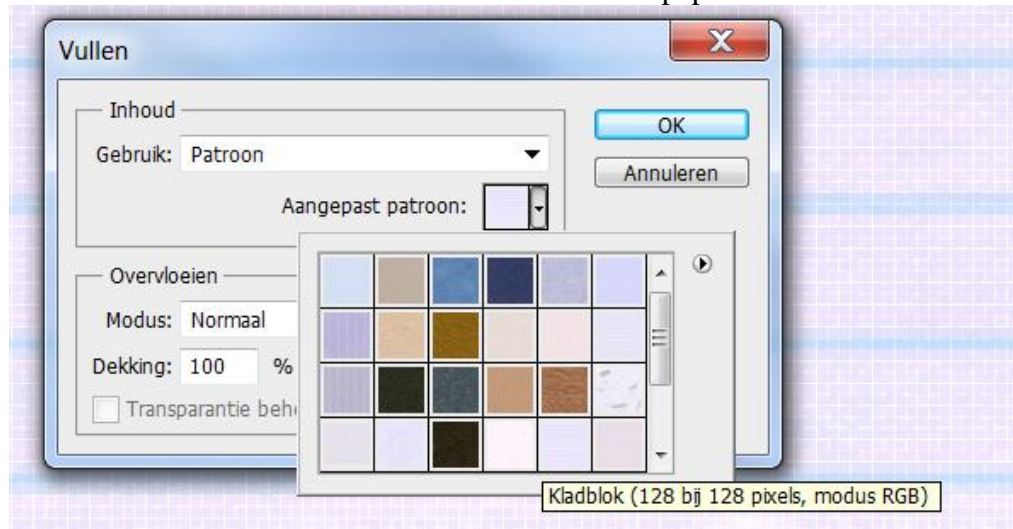 Vullen
Inhoud
OK
Gebruik: Patroon
Annuleren
Aangepast patroon:
Overvloeien
Modus: Normaal
Dekking: 100 %
Transparantie beh
Kladblok (128 bij 128 pixels, modus RGB)